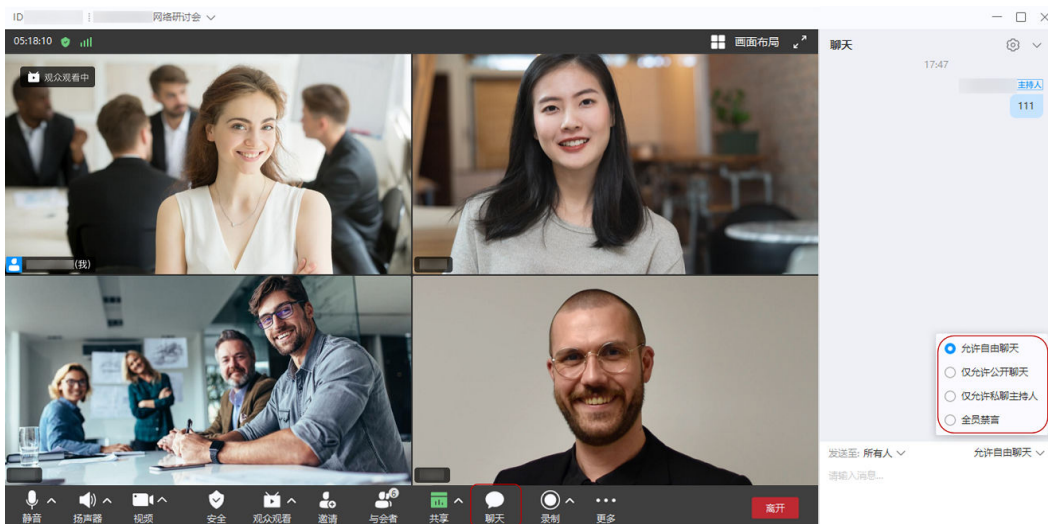 ID
网络研讨会
05:18:10
画面布局
聊天
17:47
观众观看中
主持人
111
(我)
允许自由聊天
仅允许公开聊天
仅允许私聊主持人
全员禁言
发送至: 所有人
允许自由聊天
请输入消息...
6
静音
扬声器
视频
安全
观众观看
邀请
与会者
共享
聊天
录制
更多
离开